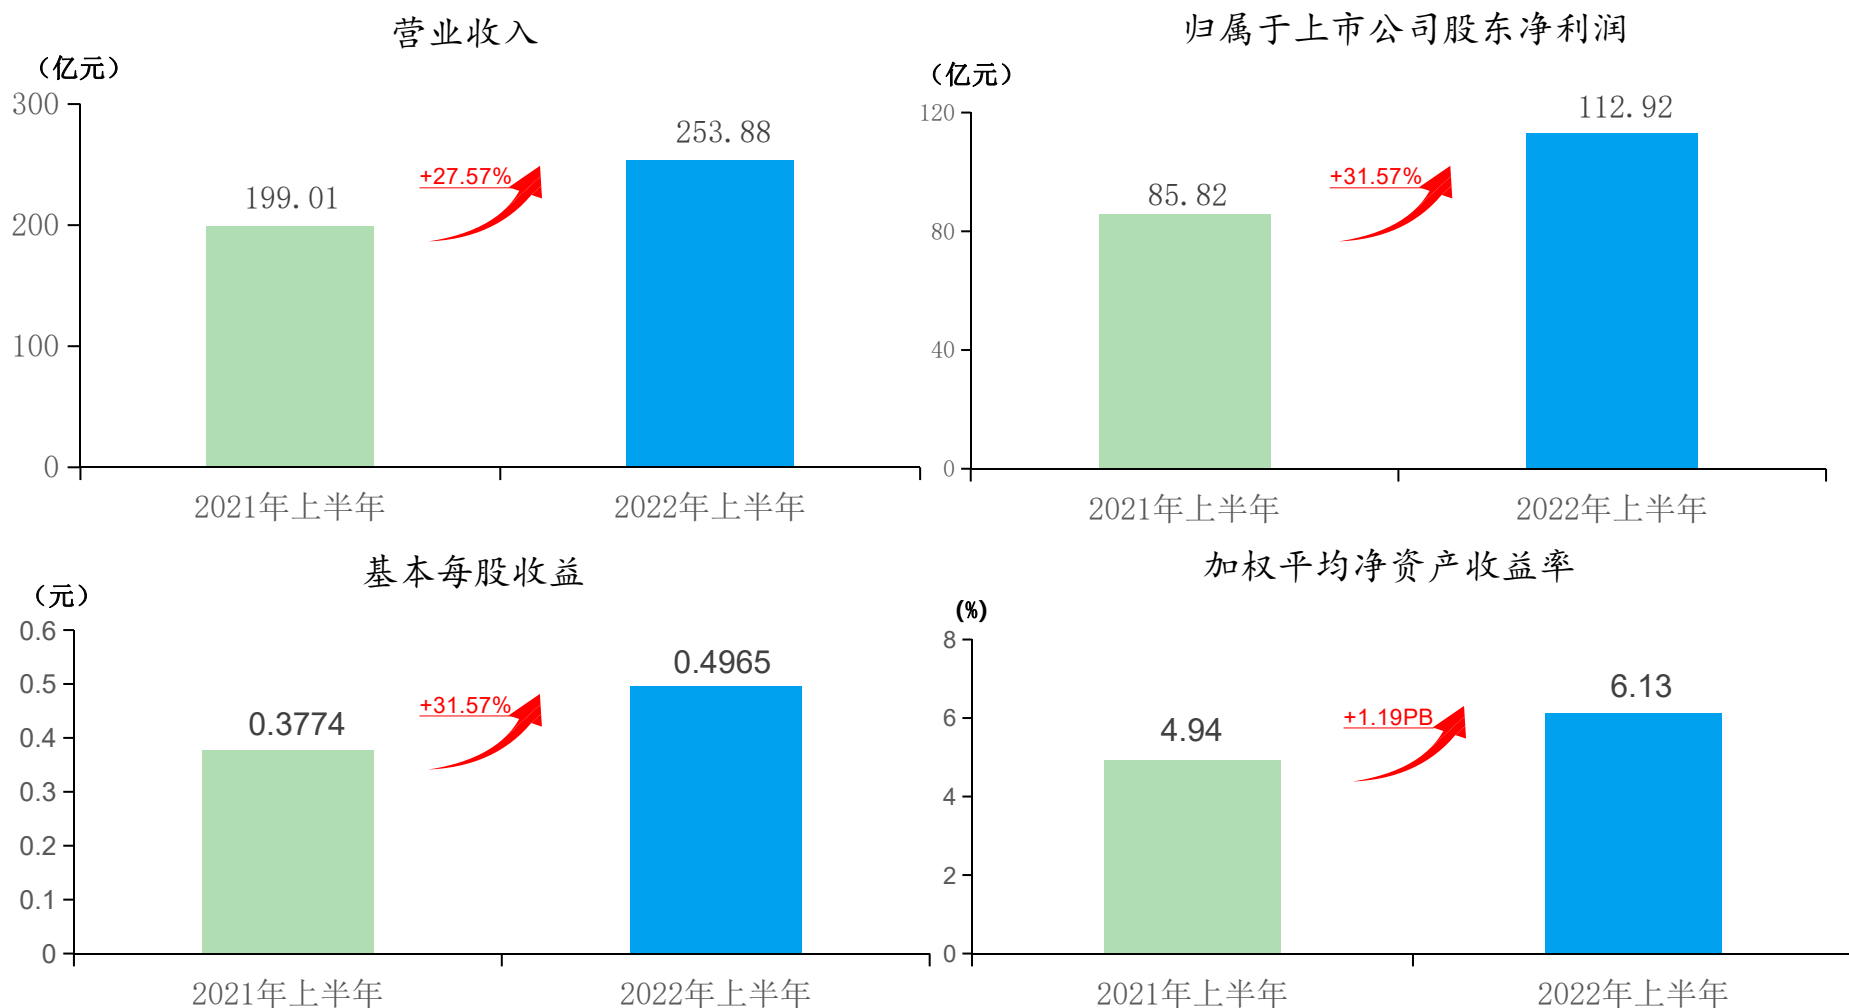 营业收入
（亿元）
300
200
100
0
199.01
+27.57%
253.88
2021年上半年
2022年上半年
归属于上市公司股东净利润
（亿元）
120
80
40
0
85.82
+31.57%
112.92
2021年上半年
2022年上半年
基本每股收益
（元）
0.6
0.5
0.4
0.3
0.2
0.1
0
0.3774
+31.57%
0.4965
2021年上半年
2022年上半年
加权平均净资产收益率
(%)
8
6
4
2
0
4.94
+1.19PB
6.13
2021年上半年
2022年上半年